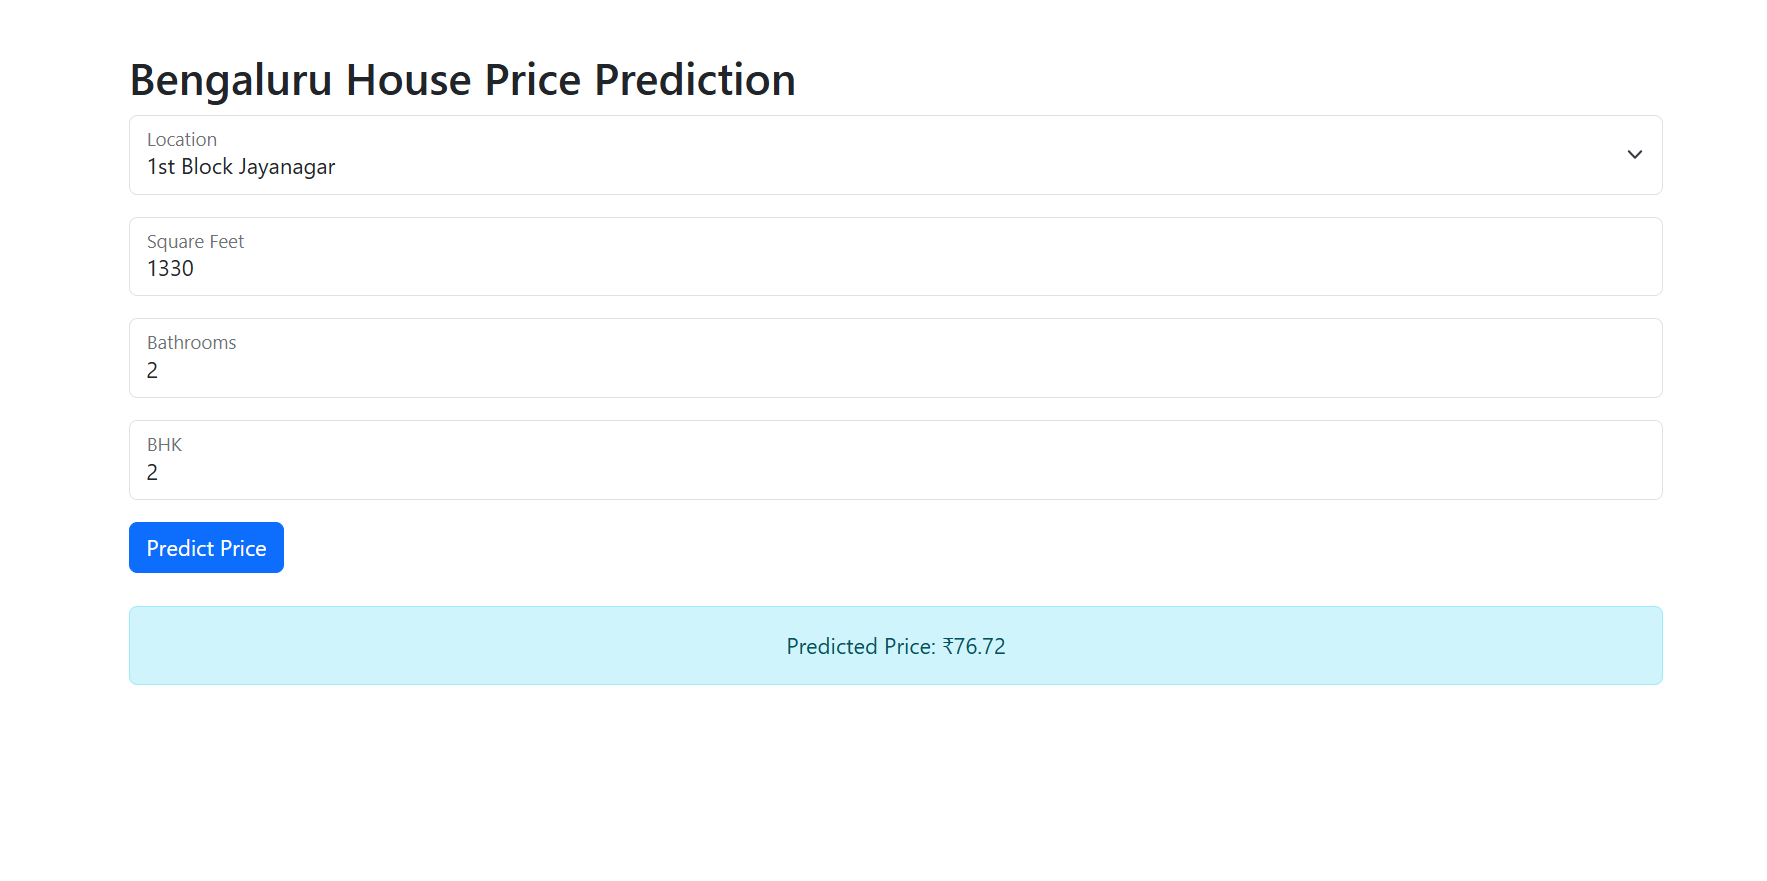 Bengaluru House Price Prediction
Location
1st Block Jayanagar
Square Feet
1330
Bathrooms
2
BHK
2
Predict Price
Predicted Price: ₹76.72